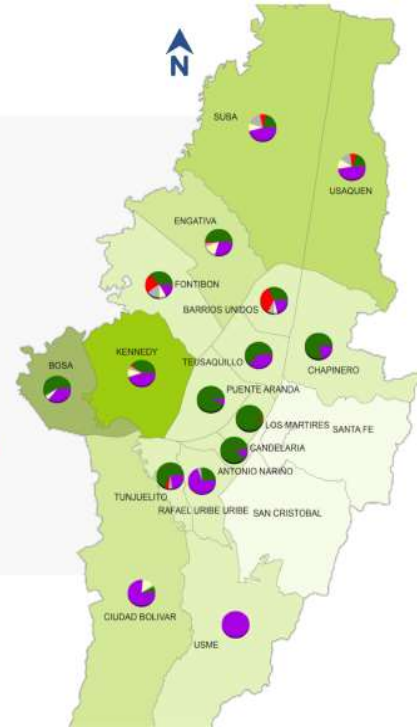 N
SUBA
USAQUEN
ENGATIVA
FONTIBON
BARRIOS UNIDOS
BOSA
KENNEDY
TEUSAQUILLO
CHAPINERO
PUENTE ARANDA
LOS MARTIRES
SANTA FE
CANDELARIA
ANTONIO NARIÑO
TUNJUELITO
RAFAEL URIBE URIBE
SAN CRISTOBAL
CIUDAD BOLIVAR
USME